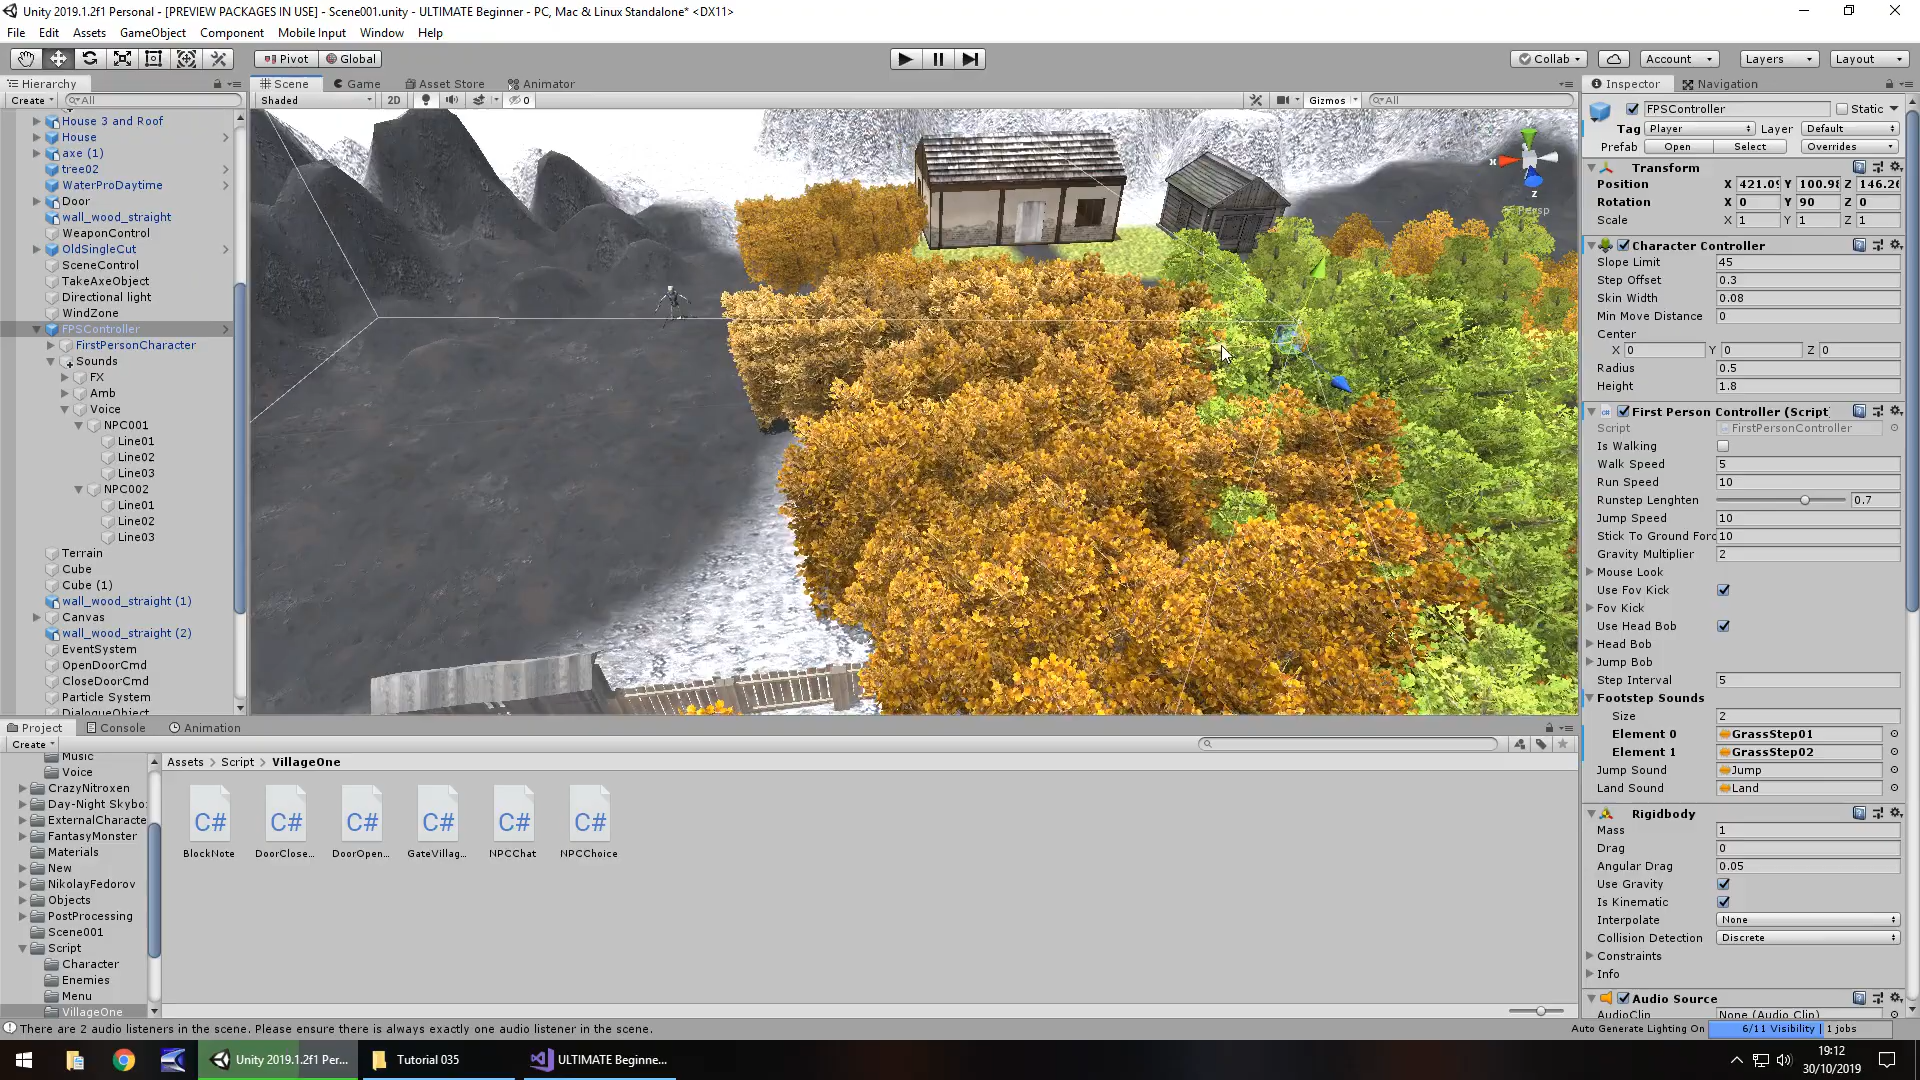 Unity 2019.1.2f1 Personal - [PREVIEW PACKAGES IN USE] - Scene001.unity - ULTIMATE Beginner - PC, Mac & Linux Standalone* <DX11>
File Edit Assets GameObject Component Mobile Input Window Help
Pivot Global Collab Account Layers Layout
Hierarchy
Create All
House 3 and Roof
House
axe (1)
tree02
WaterProDaytime
Door
wall_wood_straight
WeaponControl
OldSingleCut
SceneControl
TakeAxeObject
Directional light
WindZone
FPSController
FirstPersonCharacter
Sounds
FX
Amb
Voice
NPC001
Line01
Line02
Line03
NPC002
Line01
Line02
Line03
Terrain
Cube
Cube (1)
wall_wood_straight (1)
Canvas
wall_wood_straight (2)
EventSystem
OpenDoorCmd
CloseDoorCmd
Particle System
DialogueObject
Scene Game Asset Store Animator
Shaded 2D 0 Gizmos All
x
z
Persp
Inspector Navigation
FPSController Static
Tag Player Layer Default
Prefab Open Select Overrides
Transform
Position X 421.09 Y 100.98 Z 146.26
Rotation X 0 Y 90 Z 0
Scale X 1 Y 1 Z 1
Character Controller
Slope Limit 45
Step Offset 0.3
Skin Width 0.08
Min Move Distance 0
Center
X 0 Y 0 Z 0
Radius 0.5
Height 1.8
First Person Controller (Script)
Script FirstPersonController
Is Walking
Walk Speed 5
Run Speed 10
Runstep Lenghten 0.7
Jump Speed 10
Stick To Ground Forc 10
Gravity Multiplier 2
Mouse Look
Use Fov Kick
Fov Kick
Use Head Bob
Head Bob
Jump Bob
Step Interval 5
Footstep Sounds
Size 2
Element 0 GrassStep01
Element 1 GrassStep02
Jump Sound Jump
Land Sound Land
Rigidbody
Mass 1
Drag 0
Angular Drag 0.05
Use Gravity
Is Kinematic
Interpolate None
Collision Detection Discrete
Constraints
Info
Audio Source
AudioClip None (Audio Clip)
Project Console Animation
Create
Music
Voice
CrazyNitroxen
Day-Night Skybo
ExternalCharacte
FantasyMonster
Materials
New
NikolayFedorov
Objects
PostProcessing
Scene001
Script
Character
Enemies
Menu
VillageOne
Assets > Script > VillageOne
C# C# C# C# C# C#
BlockNote DoorClose... DoorOpen... GateVillag... NPCChat NPCChoice
There are 2 audio listeners in the scene. Please ensure there is always exactly one audio listener in the scene.
Auto Generate Lighting On 6/11 Visibility | 1 jobs
Unity 2019.1.2f1 Per... Tutorial 035 ULTIMATE Beginne...
19:12
30/10/2019